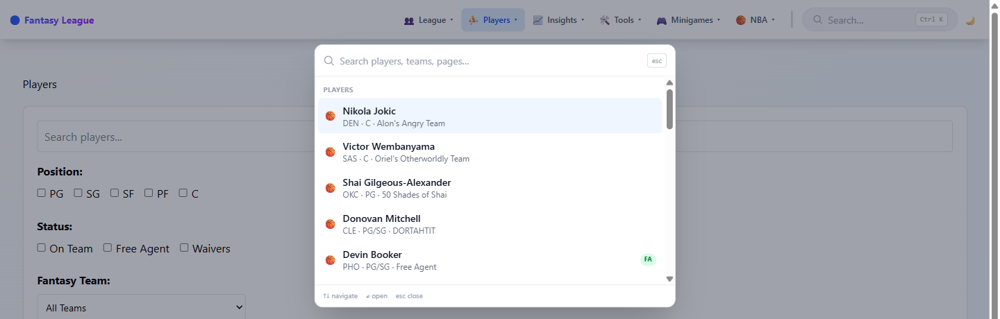 Fantasy League
League
Players
Insights
Tools
Minigames
NBA
Search...
Ctrl K
Search players, teams, pages...
esc
Players
PLAYERS
Nikola Jokic
DEN · C · Alon's Angry Team
Victor Wembanyama
SAS · C · Oriel's Otherworldly Team
Shai Gilgeous-Alexander
OKC · PG · 50 Shades of Shai
Donovan Mitchell
CLE · PG/SG · DORTAHTIT
Devin Booker
FA
PHO · PG/SG · Free Agent
↑↓ navigate
↵ open
esc close
Search players...
Position:
PG
SG
SF
PF
C
Status:
On Team
Free Agent
Waivers
Fantasy Team:
All Teams